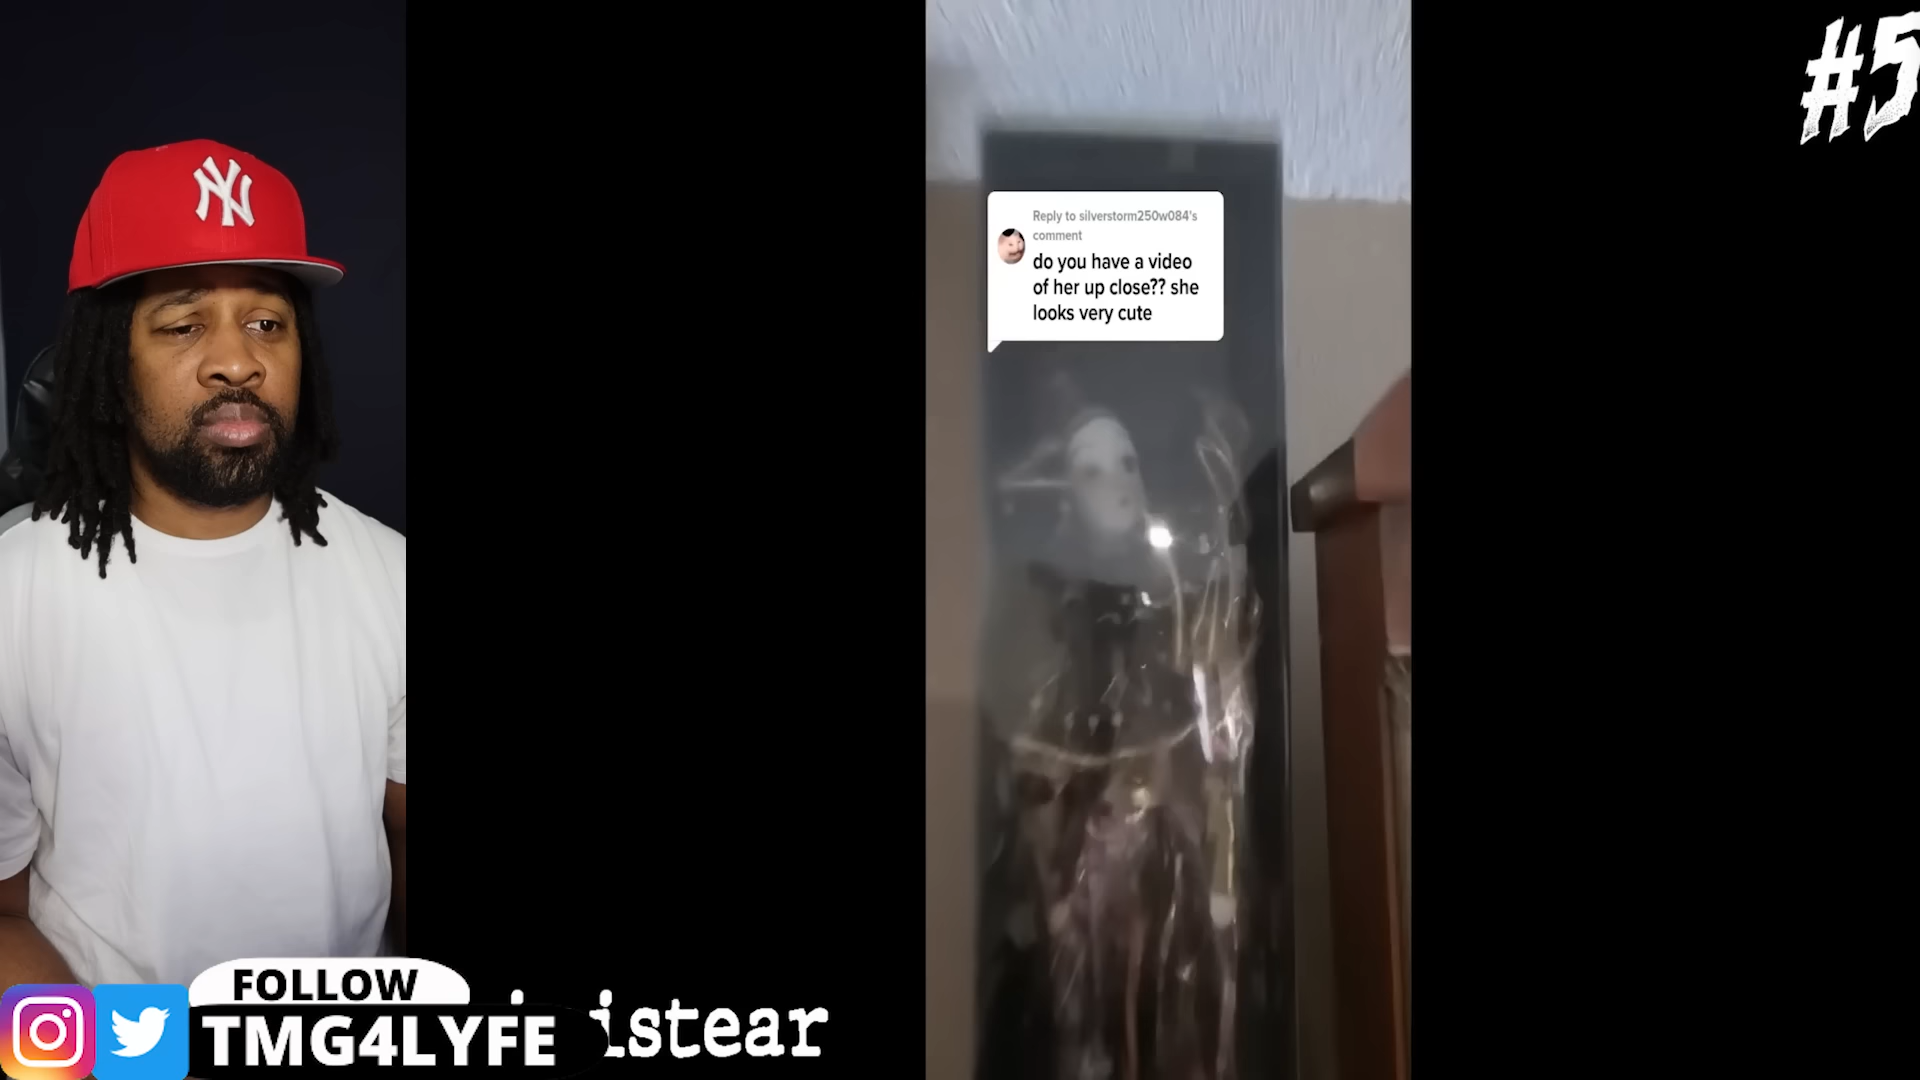 #5
NY
Reply to silverstorm250w084's
comment
do you have a video
of her up close?? she
looks very cute
FOLLOW
TMG4LYFE
istear